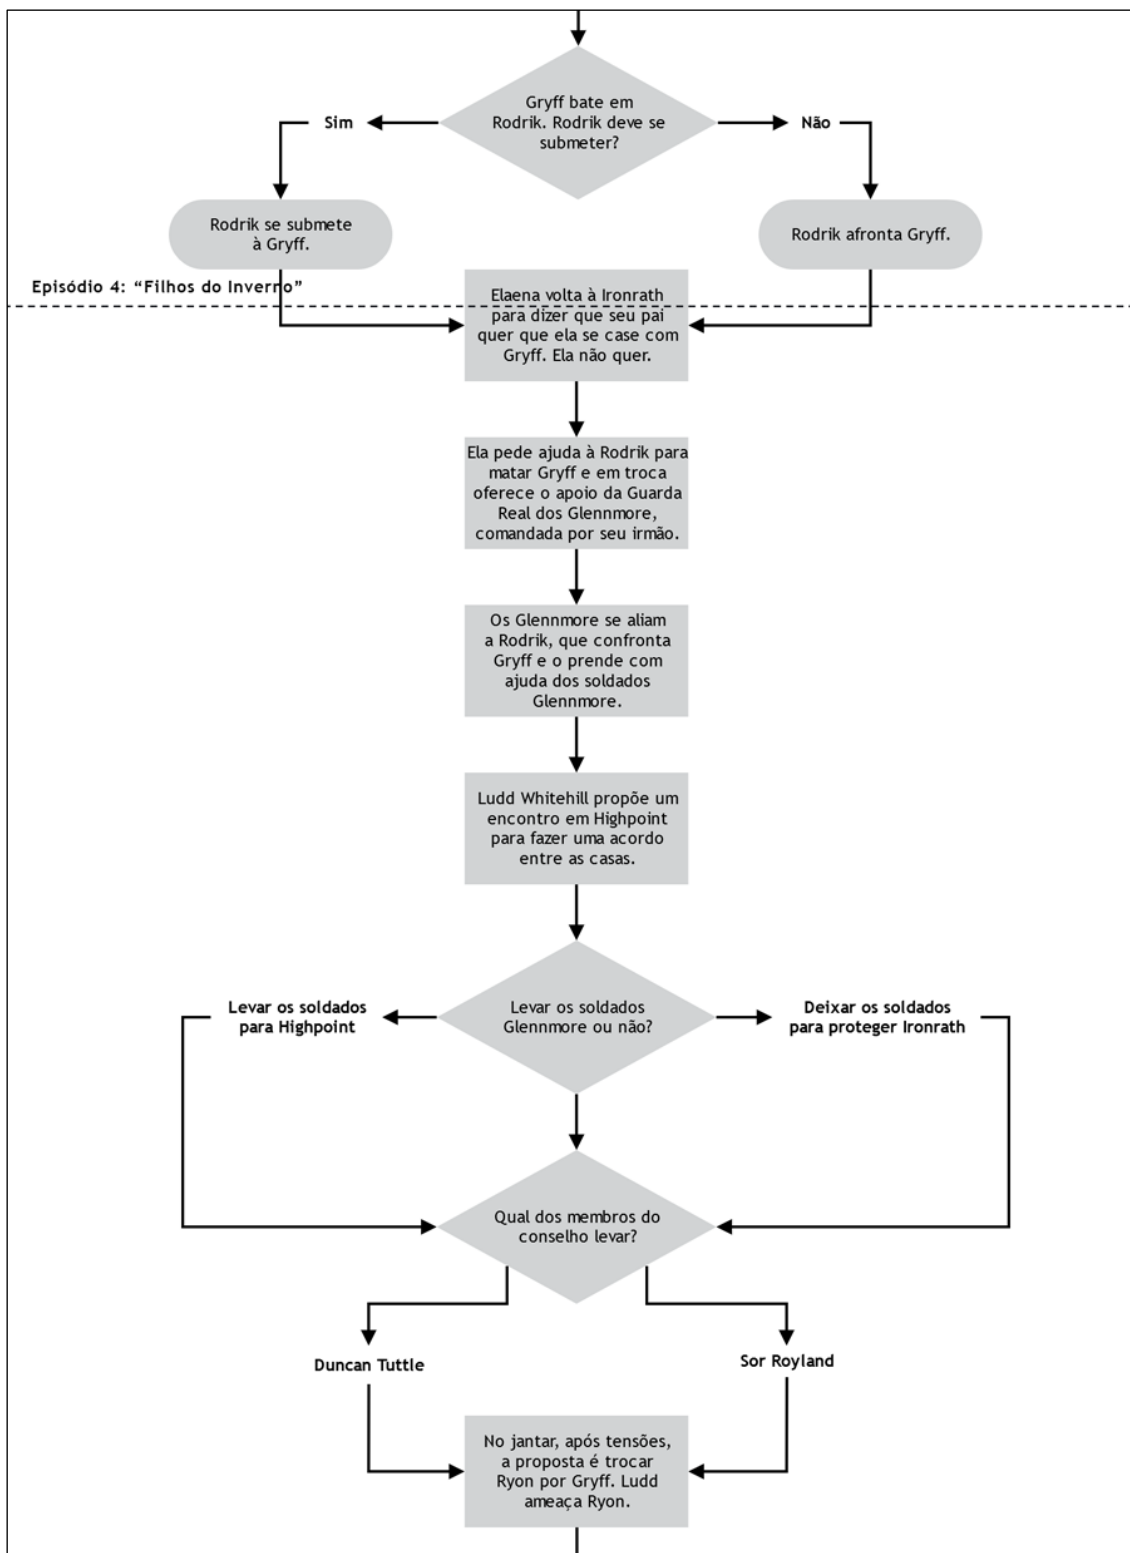 Gryff bate em
Rodrik. Rodrik deve se
submeter?
Sim
Não
Rodrik se submete
à Gryff.
Rodrik afronta Gryff.
Episódio 4: “Filhos do Inverno”
Elaena volta à Ironrath
para dizer que seu pai
quer que ela se case com
Gryff. Ela não quer.
Ela pede ajuda à Rodrik para
matar Gryff e em troca
oferece o apoio da Guarda
Real dos Glennmore,
comandada por seu irmão.
Os Glennmore se aliam
a Rodrik, que confronta
Gryff e o prende com
ajuda dos soldados
Glennmore.
Ludd Whitehill propõe um
encontro em Highpoint
para fazer uma acordo
entre as casas.
Levar os soldados
para Highpoint
Levar os soldados
Glennmore ou não?
Deixar os soldados
para proteger Ironrath
Qual dos membros do
conselho levar?
Duncan Tuttle
Sor Royland
No jantar, após tensões,
a proposta é trocar
Ryon por Gryff. Ludd
ameaça Ryon.